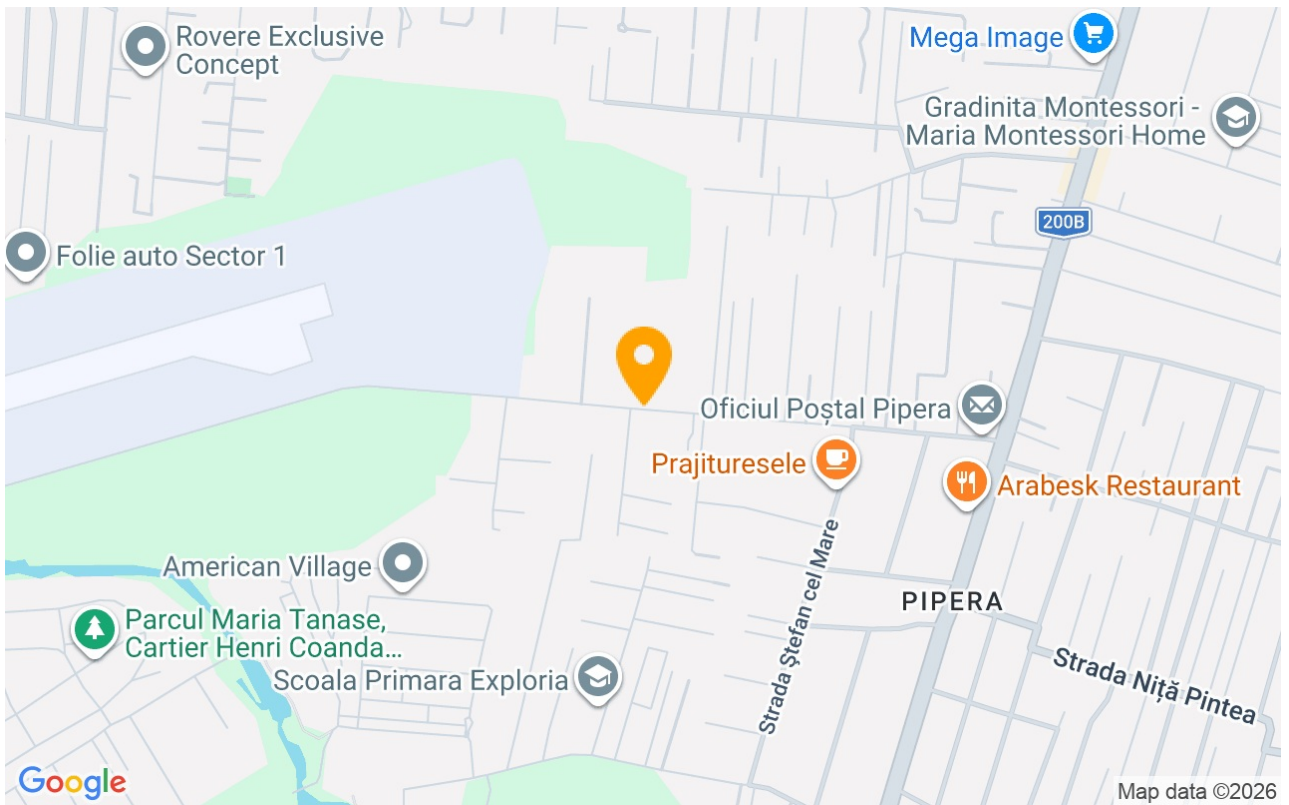 Rovere Exclusive
Concept
Mega Image
Gradinita Montessori -
Maria Montessori Home
200B
Folie auto Sector 1
Oficiul Poștal Pipera
Prajituresele
Arabesk Restaurant
American Village
Strada Ștefan cel Mare
PIPERA
Parcul Maria Tanase,
Cartier Henri Coanda...
Scoala Primara Exploria
Strada Niță Pintea
Google
Map data ©2026